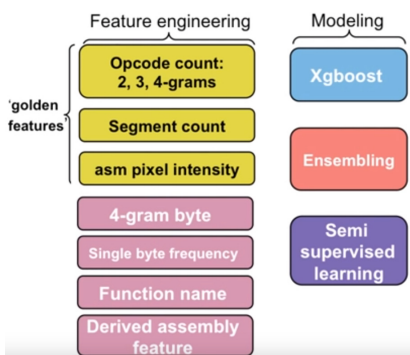 Feature engineering
Modeling
'golden
features'
Opcode count:
2, 3, 4-grams
Segment count
asm pixel intensity
4-gram byte
Single byte frequency
Function name
Derived assembly
feature
Xgboost
Ensembling
Semi
supervised
learning